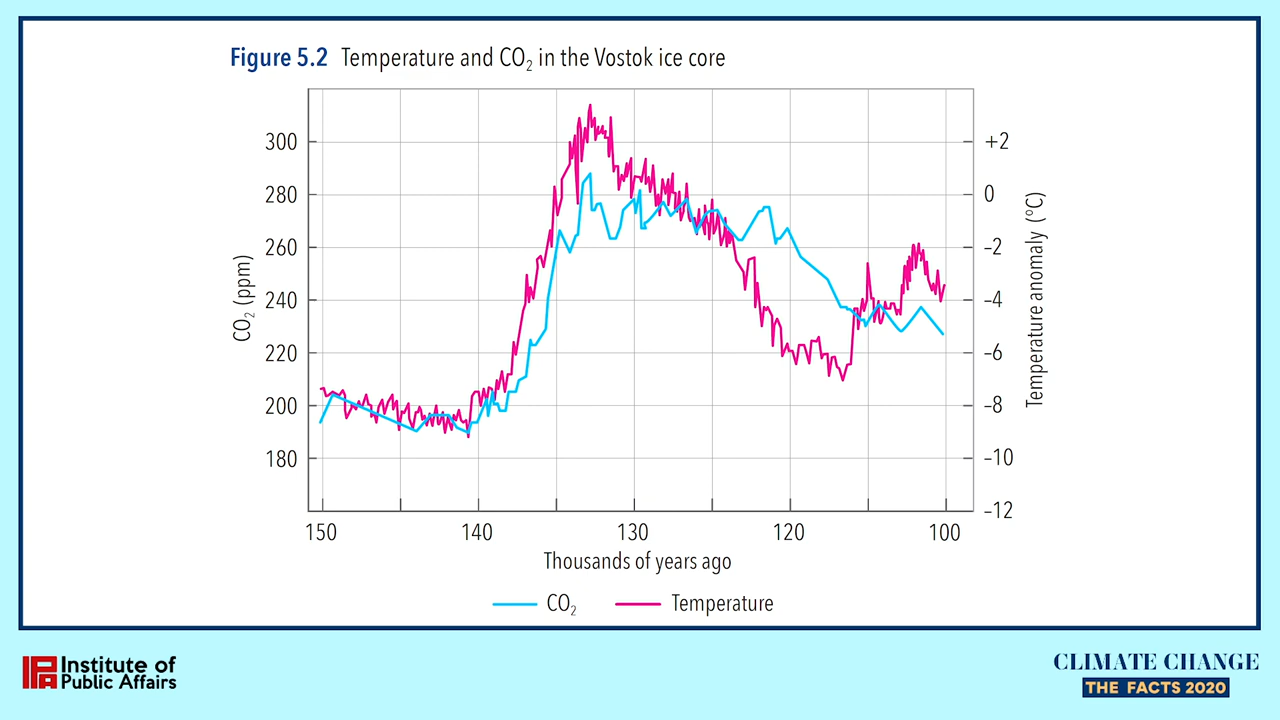 Figure 5.2 Temperature and CO₂ in the Vostok ice core
300
280
260
240
220
200
180
CO₂ (ppm)
+2
0
–2
–4
–6
–8
–10
–12
Temperature anomaly (°C)
150 140 130 120 100
Thousands of years ago
CO₂ Temperature
IPA Institute of
Public Affairs
CLIMATE CHANGE
THE FACTS 2020